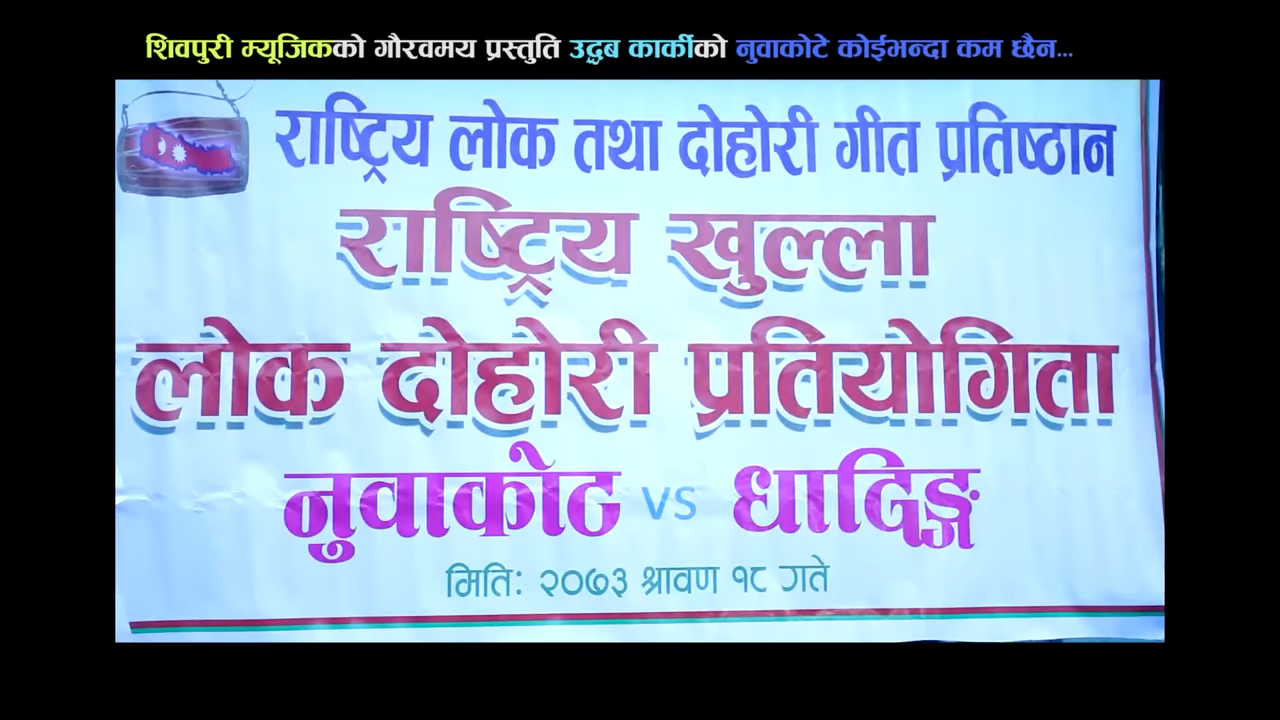 शिवपुरी म्यूजिकको गौरवमय प्रस्तुति उद्धब कार्कीको नुवाकोटे कोईभन्दा कम छैन...
राष्ट्रिय लोक तथा दोहोरी गीत प्रतिष्ठान
राष्ट्रिय खुल्ला
लोक दोहोरी प्रतियोगिता
नुवाकोट vs धादिङ्ग
मितिः २०७३ श्रावण १८ गते